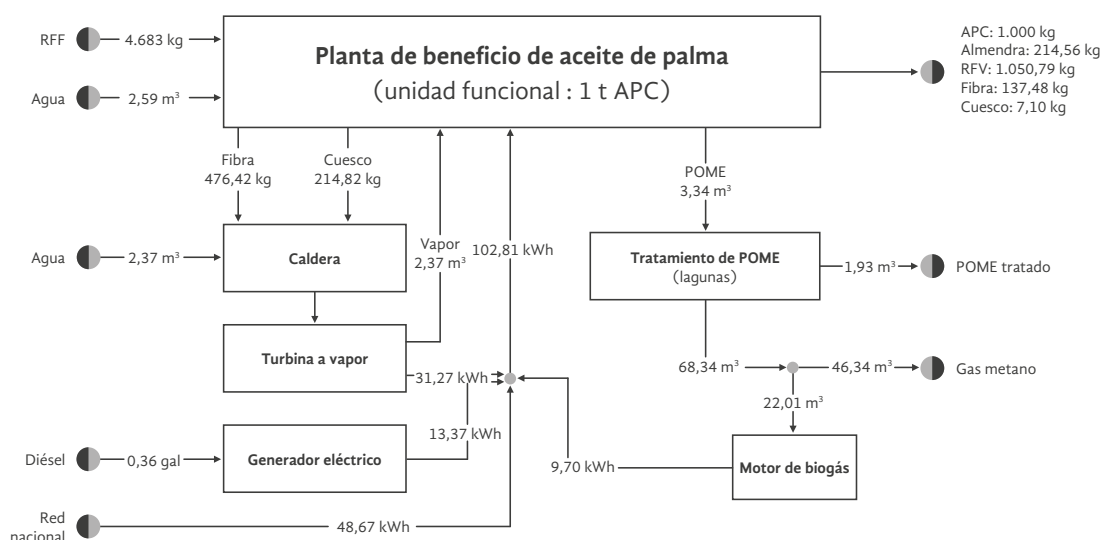 RFF
4.683 kg
Planta de beneficio de aceite de palma
(unidad funcional : 1 t APC)
APC: 1.000 kg
Almendra: 214,56 kg
RFV: 1.050,79 kg
Fibra: 137,48 kg
Cuesco: 7,10 kg
Agua
2,59 m³
Fibra
476,42 kg
Cuesco
214,82 kg
POME
3,34 m³
Agua
2,37 m³
Caldera
Vapor
2,37 m³
102,81 kWh
Tratamiento de POME
(lagunas)
1,93 m³
POME tratado
Turbina a vapor
31,27 kWh
68,34 m³
46,34 m³
Gas metano
22,01 m³
13,37 kWh
Diésel
0,36 gal
Generador eléctrico
9,70 kWh
Motor de biogás
Red
nacional
48,67 kWh